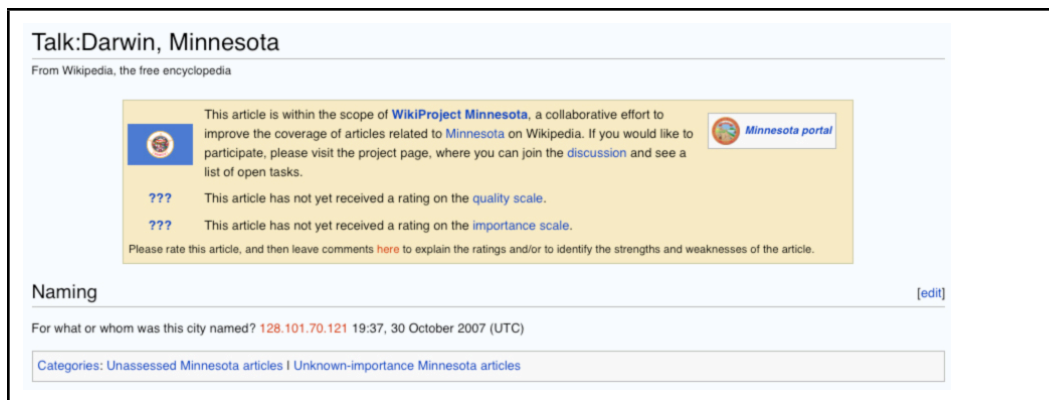 Talk:Darwin, Minnesota
From Wikipedia, the free encyclopedia
This article is within the scope of WikiProject Minnesota, a collaborative effort to
improve the coverage of articles related to Minnesota on Wikipedia. If you would like to
participate, please visit the project page, where you can join the discussion and see a
list of open tasks.
Minnesota portal
??? This article has not yet received a rating on the quality scale.
??? This article has not yet received a rating on the importance scale.
Please rate this article, and then leave comments here to explain the ratings and/or to identify the strengths and weaknesses of the article.
Naming [edit]
For what or whom was this city named? 128.101.70.121 19:37, 30 October 2007 (UTC)
Categories: Unassessed Minnesota articles | Unknown-importance Minnesota articles